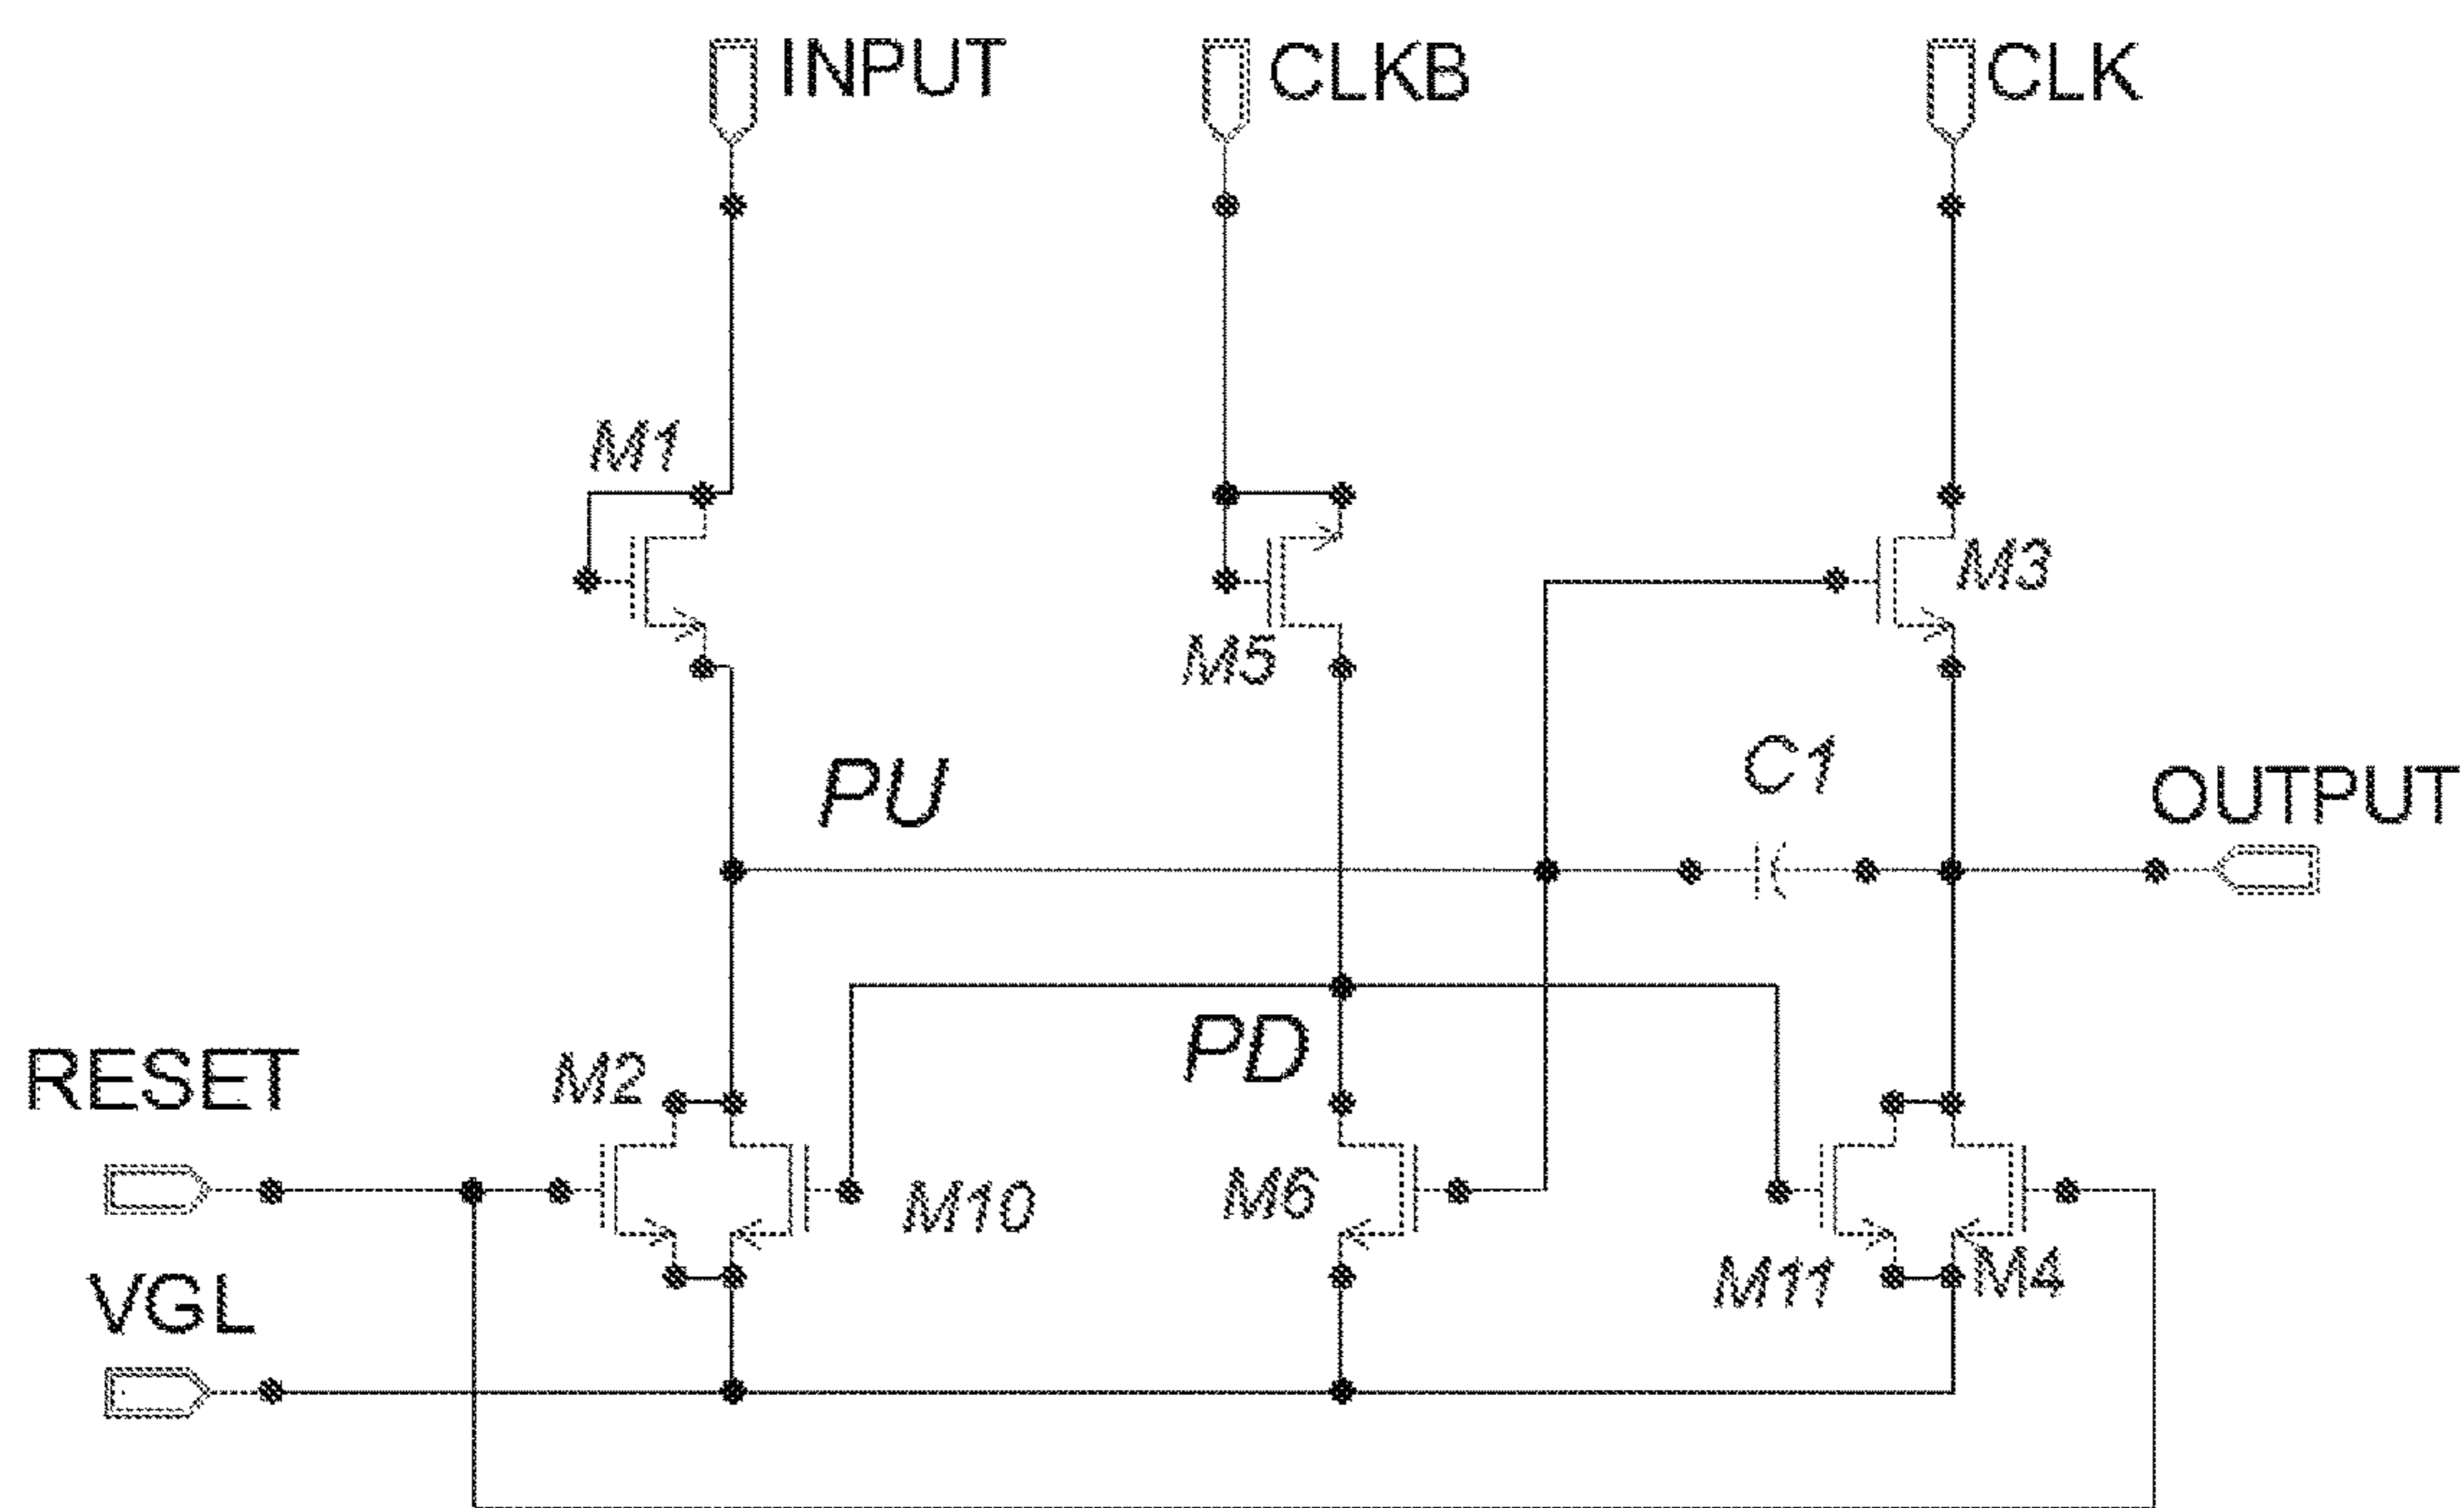 INPUT CLKB CLK
M1
M3
M5
PU C1 OUTPUT
PD
RESET M2
M10 M6
VGL M11 M4